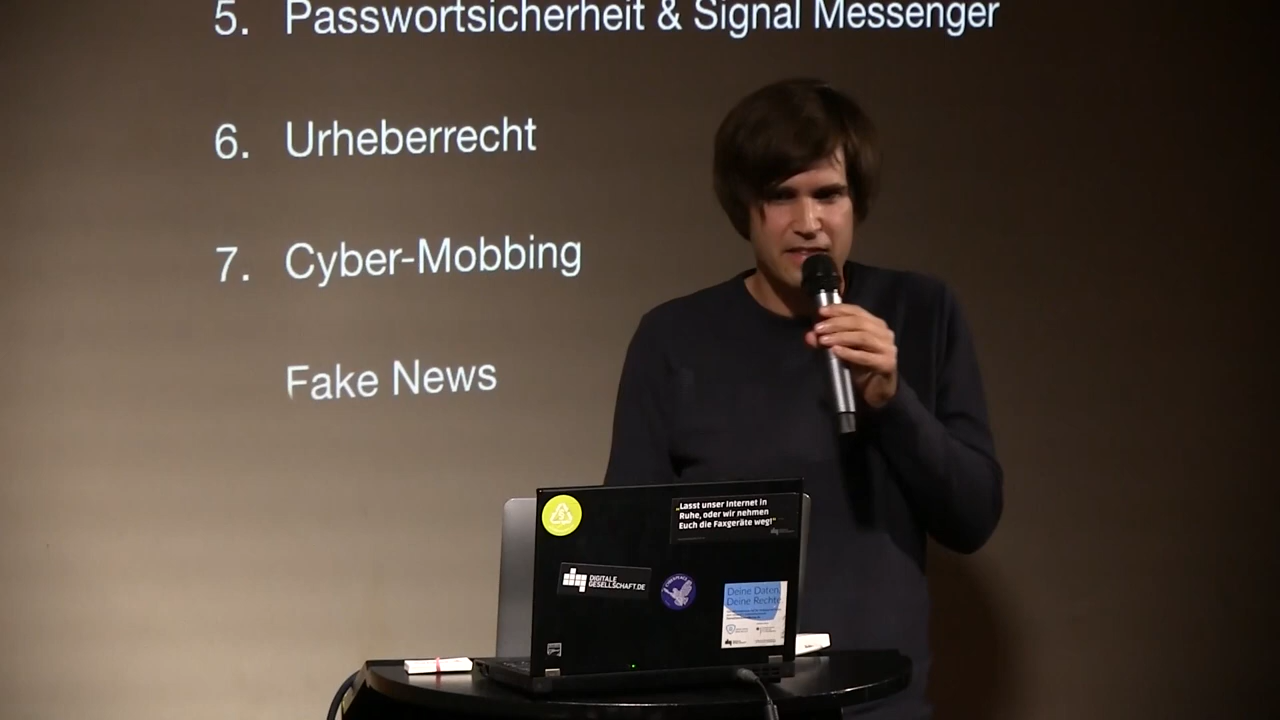 5. Passwortsicherheit & Signal Messenger
6. Urheberrecht
7. Cyber-Mobbing
Fake News
„Lasst unser Internet in
Ruhe, oder wir nehmen
Euch die Faxgeräte weg!“
DIGITALE
GESELLSCHAFT.DE
CYBERPEACE
Deine Daten,
Deine Rechte